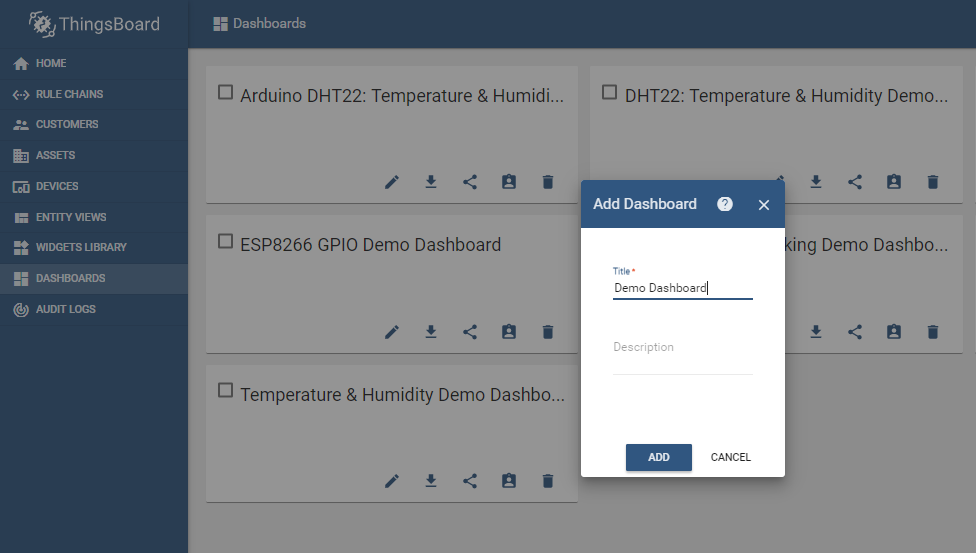 ThingsBoard
Dashboards
HOME
RULE CHAINS
CUSTOMERS
ASSETS
DEVICES
ENTITY VIEWS
WIDGETS LIBRARY
DASHBOARDS
AUDIT LOGS
Arduino DHT22: Temperature & Humidi...
DHT22: Temperature & Humidity Demo...
ESP8266 GPIO Demo Dashboard
king Demo Dashbo...
Temperature & Humidity Demo Dashbo...
Add Dashboard ?
Title *
Demo Dashboard
Description
ADD CANCEL